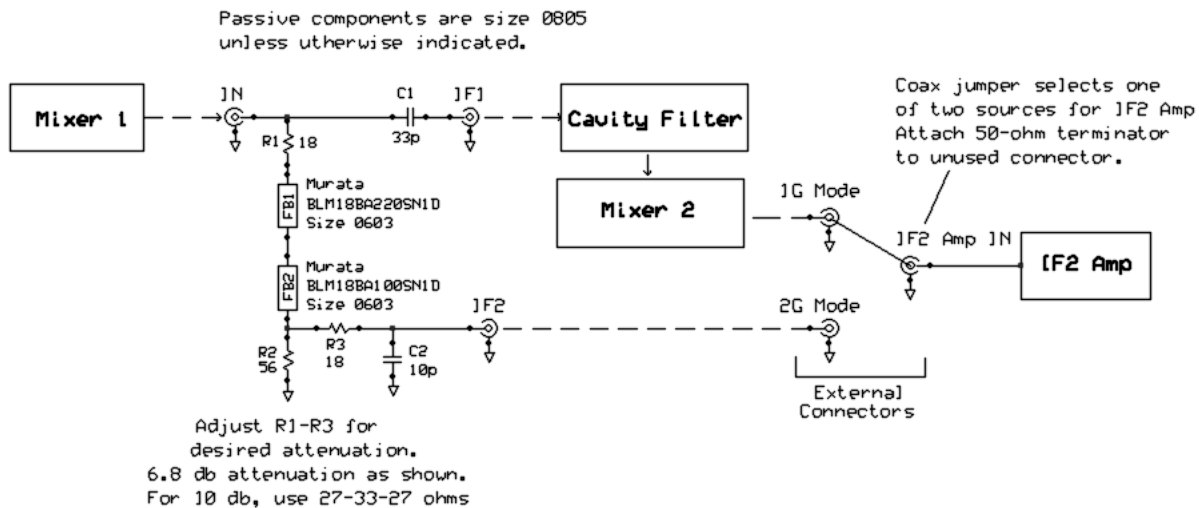 Passive components are size 0805
unless utherwise indicated.
Mixer 1
IN
C1
33p
IF1
Cavity Filter
Coax jumper selects one
of two sources for IF2 Amp
Attach 50-ohm terminator
to unused connector.
R1 18
FB1
Murata
BLM18BA220SN1D
Size 0603
Mixer 2
1G Mode
IF2 Amp IN
IF2 Amp
FB2
Murata
BLM18BA100SN1D
Size 0603
IF2
2G Mode
R2
56
R3
18
C2
10p
External
Connectors
Adjust R1-R3 for
desired attenuation.
6.8 db attenuation as shown.
For 10 db, use 27-33-27 ohms